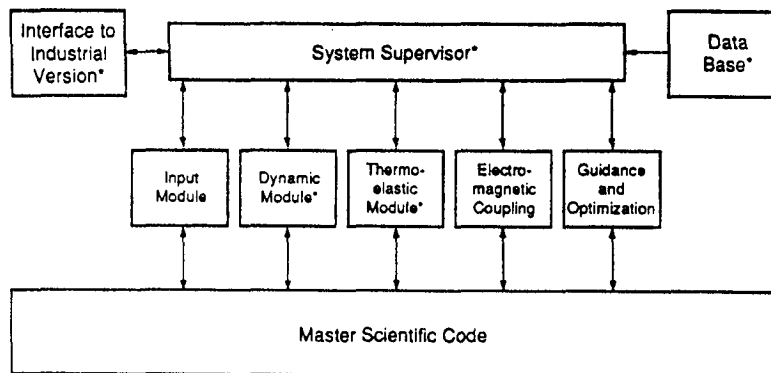 Interface to
Industrial
Version*
System Supervisor*
Data
Base*
Input
Module
Dynamic
Module*
Thermo-
elastic
Module*
Electro-
magnetic
Coupling
Guidance
and
Optimization
Master Scientific Code